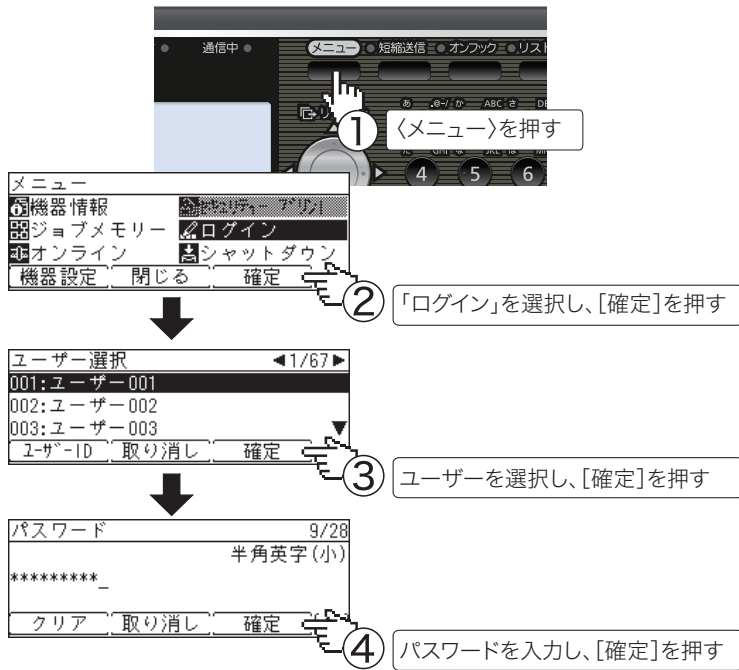 通信中
メニュー 短縮送信 オンフック リスト
あ .@-/ か ABC さ
GHI な JKL は
4 5 6
① 〈メニュー〉を押す
メニュー
機器情報 セキュリティー プリント
ジョブメモリー ログイン
オンライン シャットダウン
機器設定 閉じる 確定
② 「ログイン」を選択し、［確定］を押す
ユーザー選択 ◀1/67▶
001:ユーザー001
002:ユーザー002
003:ユーザー003 ▼
ﾕｰｻﾞｰID 取り消し 確定
③ ユーザーを選択し、［確定］を押す
パスワード 9/28
半角英字(小)
*********_
クリア 取り消し 確定
④ パスワードを入力し、［確定］を押す